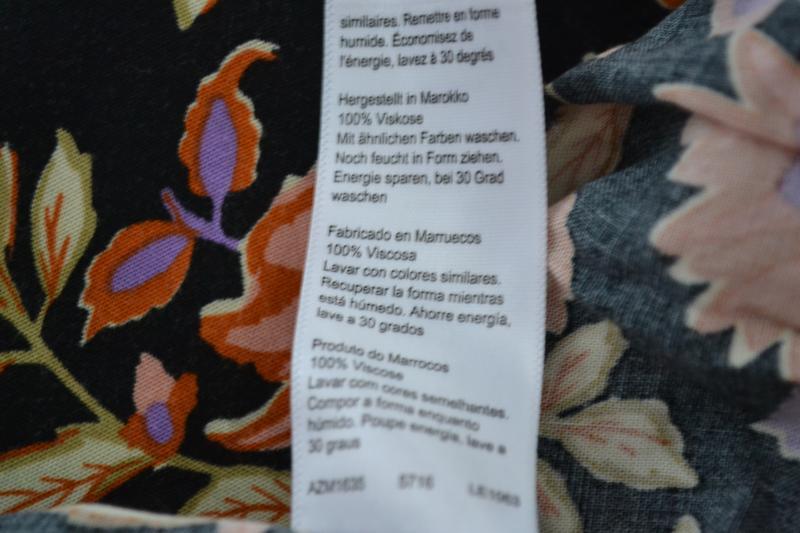 similaires. Remettre en forme
humide. Économisez de
l'énergie, lavez à 30 degrés
Hergestellt in Marokko
100% Viskose
Mit ähnlichen Farben waschen.
Noch feucht in Form ziehen.
Energie sparen, bei 30 Grad
waschen
Fabricado en Marruecos
100% Viscosa
Lavar con colores similares.
Recuperar la forma mientras
está húmedo. Ahorre energía,
lave a 30 grados
Produto do Marrocos
100% Viscose
Lavar com cores semelhantes.
Compor a forma enquanto
húmido. Poupe energia, lave a
30 graus
AZM1635 S716 LE1063